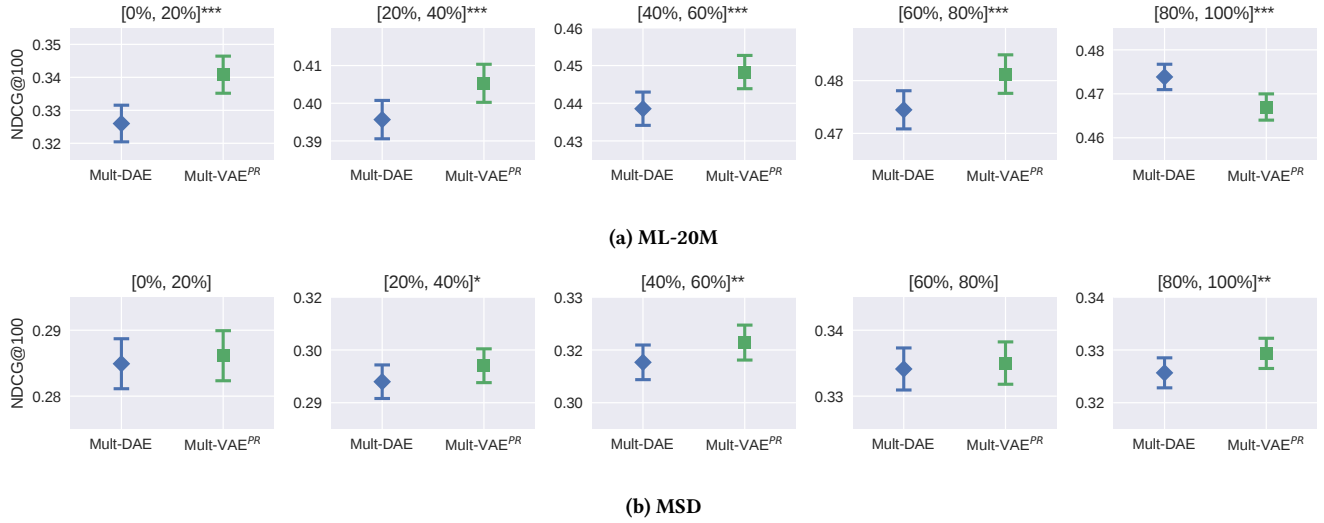 [0%, 20%]*** [20%, 40%]*** [40%, 60%]*** [60%, 80%]*** [80%, 100%]***
NDCG@100
0.35 0.34 0.33 0.32
0.41 0.40 0.39
0.46 0.45 0.44 0.43
0.48 0.47
0.48 0.47 0.46
Mult-DAE Mult-VAE^PR Mult-DAE Mult-VAE^PR Mult-DAE Mult-VAE^PR Mult-DAE Mult-VAE^PR Mult-DAE Mult-VAE^PR
(a) ML-20M
[0%, 20%] [20%, 40%]* [40%, 60%]** [60%, 80%] [80%, 100%]**
NDCG@100
0.29 0.28
0.32 0.30 0.29
0.33 0.32 0.30
0.34 0.33
0.34 0.33 0.32
Mult-DAE Mult-VAE^PR Mult-DAE Mult-VAE^PR Mult-DAE Mult-VAE^PR Mult-DAE Mult-VAE^PR Mult-DAE Mult-VAE^PR
(b) MSD